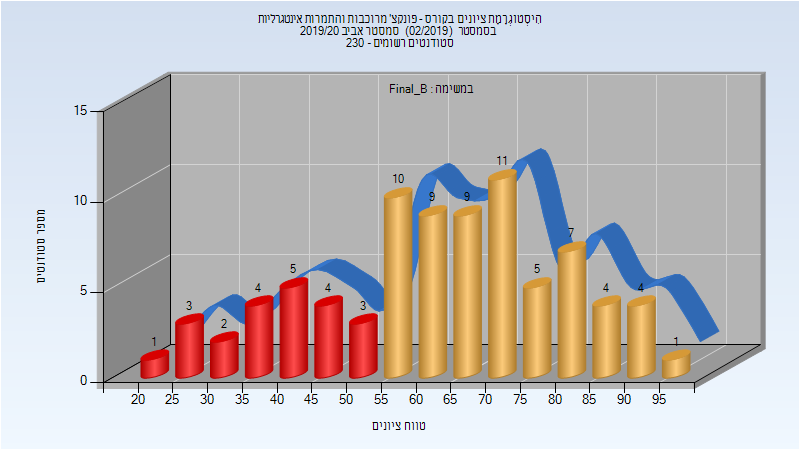 היסטוגרמת ציונים בקורס - פונקצ' מרוכבות והתמרות אינטגרליות
בסמסטר (02/2019) סמסטר אביב 2019/20
סטודנטים רשומים - 230
במשימה : Final_B
מספר סטודנטים
15
10
5
0
1
3
2
4
5
4
3
10
9
9
11
5
7
4
4
1
20 25 30 35 40 45 50 55 60 65 70 75 80 85 90 95
טווח ציונים